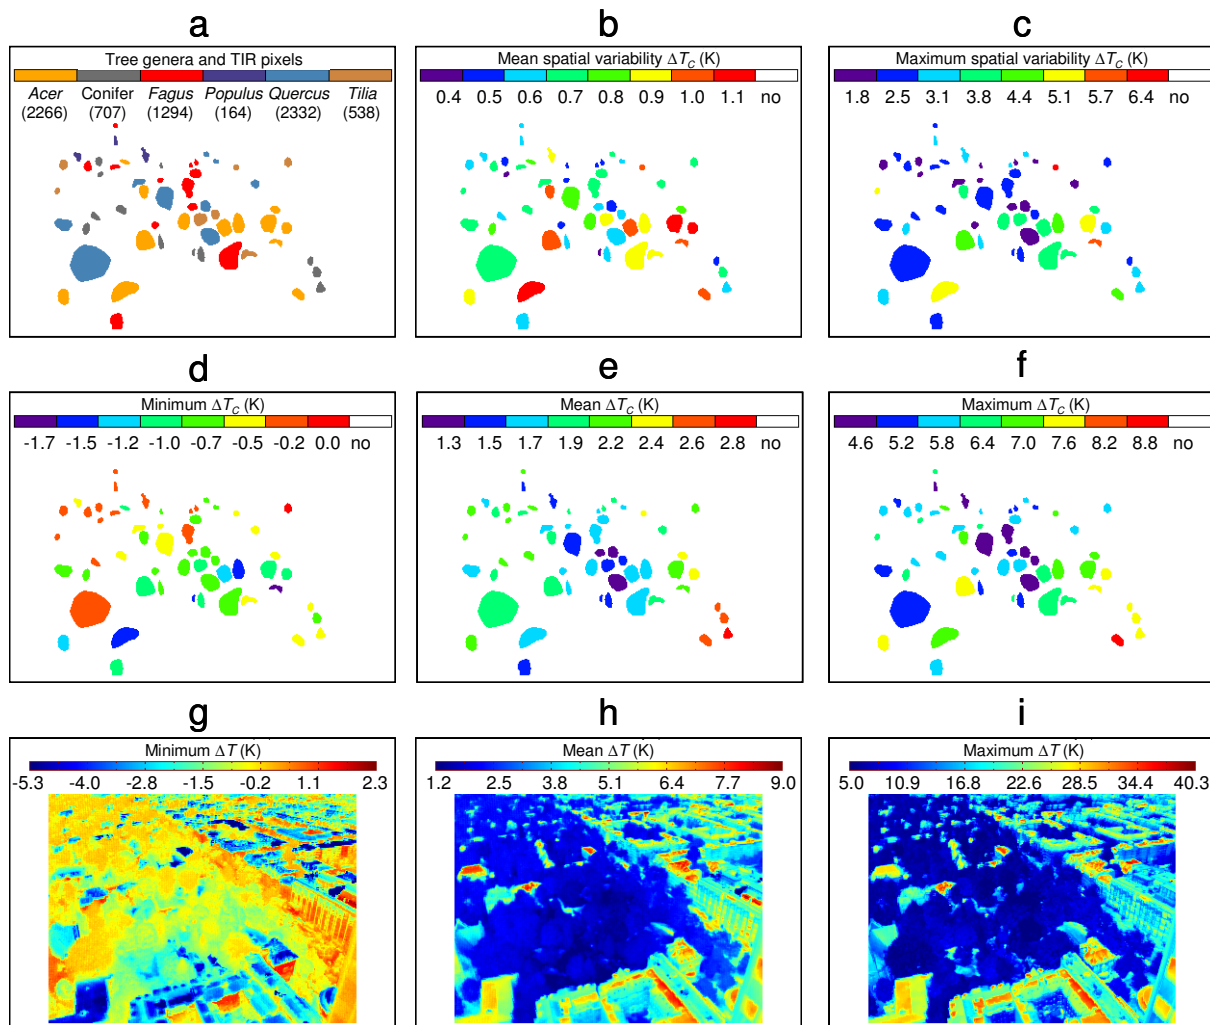 a b c
Tree genera and TIR pixels
Acer Conifer Fagus Populus Quercus Tilia
(2266) (707) (1294) (164) (2332) (538)
Mean spatial variability ΔTC (K)
0.4 0.5 0.6 0.7 0.8 0.9 1.0 1.1 no
Maximum spatial variability ΔTC (K)
1.8 2.5 3.1 3.8 4.4 5.1 5.7 6.4 no
d e f
Minimum ΔTC (K)
-1.7 -1.5 -1.2 -1.0 -0.7 -0.5 -0.2 0.0 no
Mean ΔTC (K)
1.3 1.5 1.7 1.9 2.2 2.4 2.6 2.8 no
Maximum ΔTC (K)
4.6 5.2 5.8 6.4 7.0 7.6 8.2 8.8 no
g h i
Minimum ΔT (K)
-5.3 -4.0 -2.8 -1.5 -0.2 1.1 2.3
Mean ΔT (K)
1.2 2.5 3.8 5.1 6.4 7.7 9.0
Maximum ΔT (K)
5.0 10.9 16.8 22.6 28.5 34.4 40.3